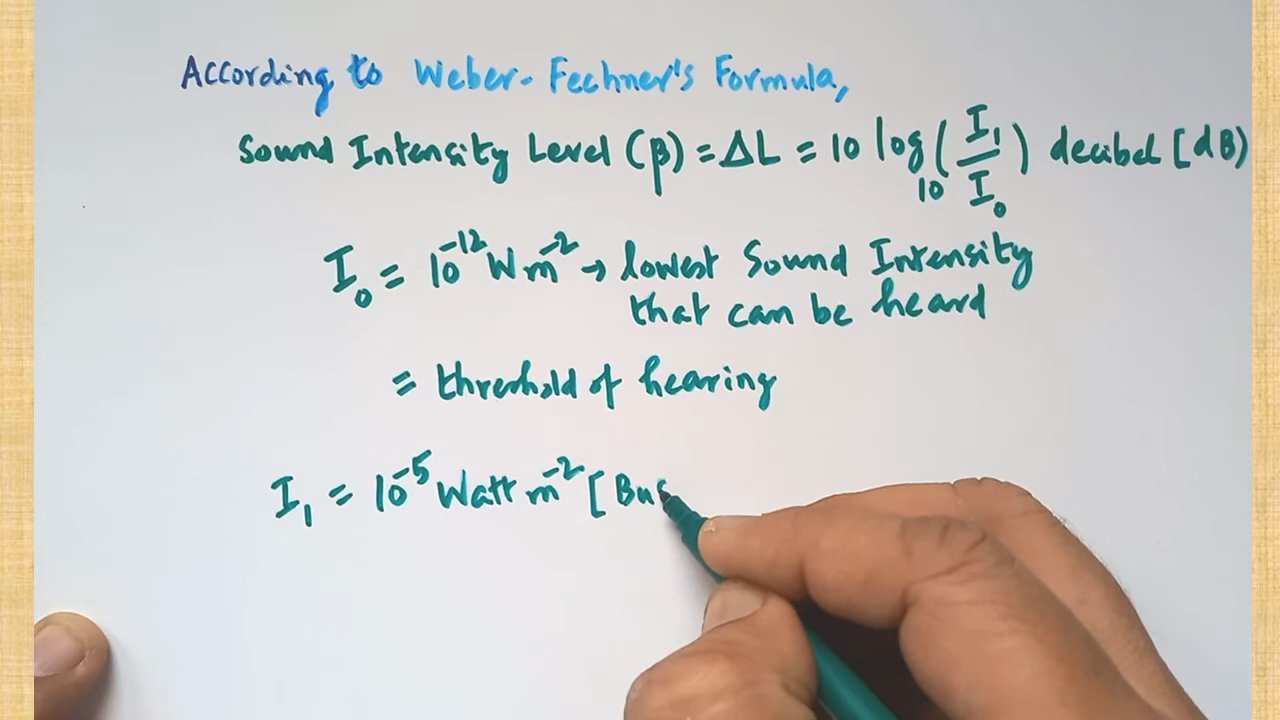 According to Weber-Fechner's Formula,
Sound Intensity Level (β) = ΔL = 10 log₁₀(I₁/I₀) decibel [dB)
I₀ = 10⁻¹² W m⁻² → lowest Sound Intensity
that can be heard
= threshold of hearing
I₁ = 10⁻⁵ Watt m⁻² [Bus